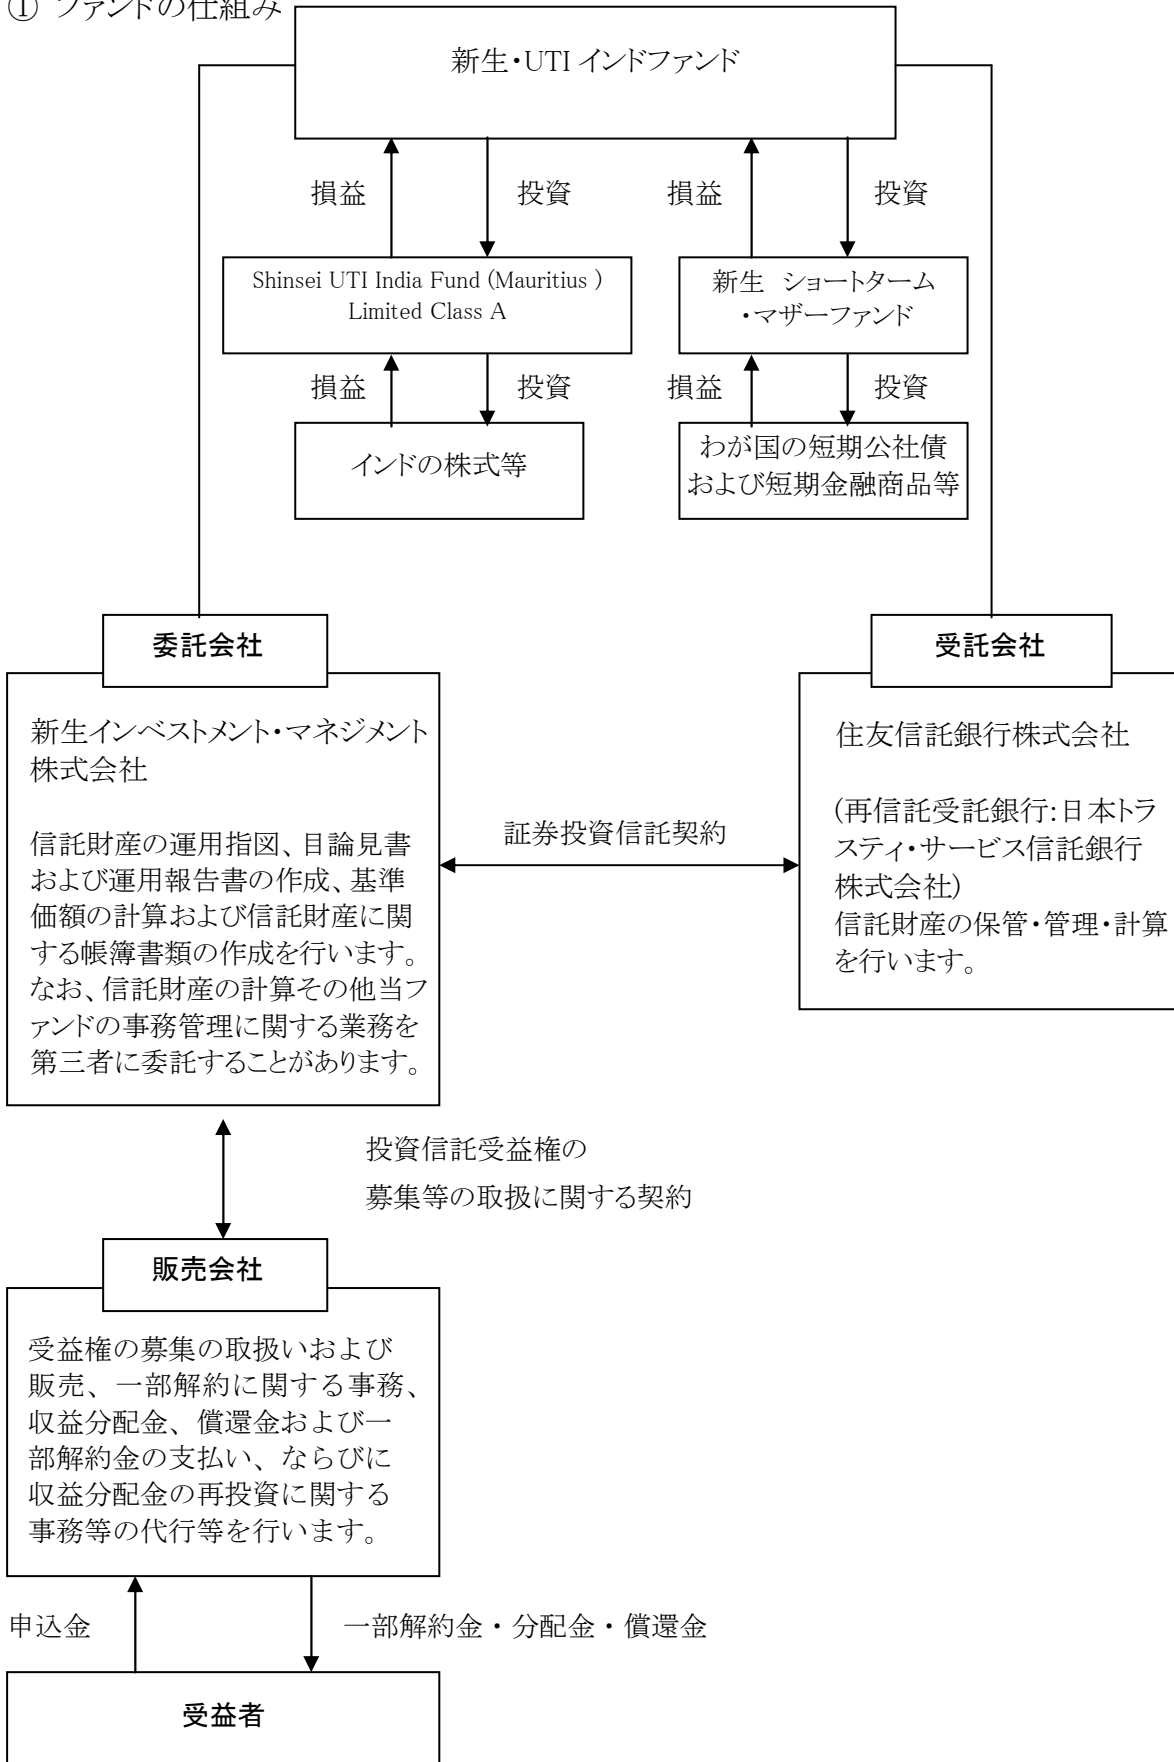 ① ファンドの仕組み
新生・UTI インドファンド
損益
投資
損益
投資
Shinsei UTI India Fund (Mauritius )
Limited Class A
新生 ショートターム
・マザーファンド
損益
投資
損益
投資
インドの株式等
わが国の短期公社債
および短期金融商品等
委託会社
新生インベストメント・マネジメント
株式会社
信託財産の運用指図、目論見書
および運用報告書の作成、基準
価額の計算および信託財産に関
する帳簿書類の作成を行います。
なお、信託財産の計算その他当フ
ァンドの事務管理に関する業務を
第三者に委託することがあります。
証券投資信託契約
受託会社
住友信託銀行株式会社
(再信託受託銀行:日本トラ
スティ・サービス信託銀行
株式会社)
信託財産の保管・管理・計算
を行います。
投資信託受益権の
募集等の取扱に関する契約
販売会社
受益権の募集の取扱いおよび
販売、一部解約に関する事務、
収益分配金、償還金および一
部解約金の支払い、ならびに
収益分配金の再投資に関する
事務等の代行等を行います。
申込金
一部解約金・分配金・償還金
受益者